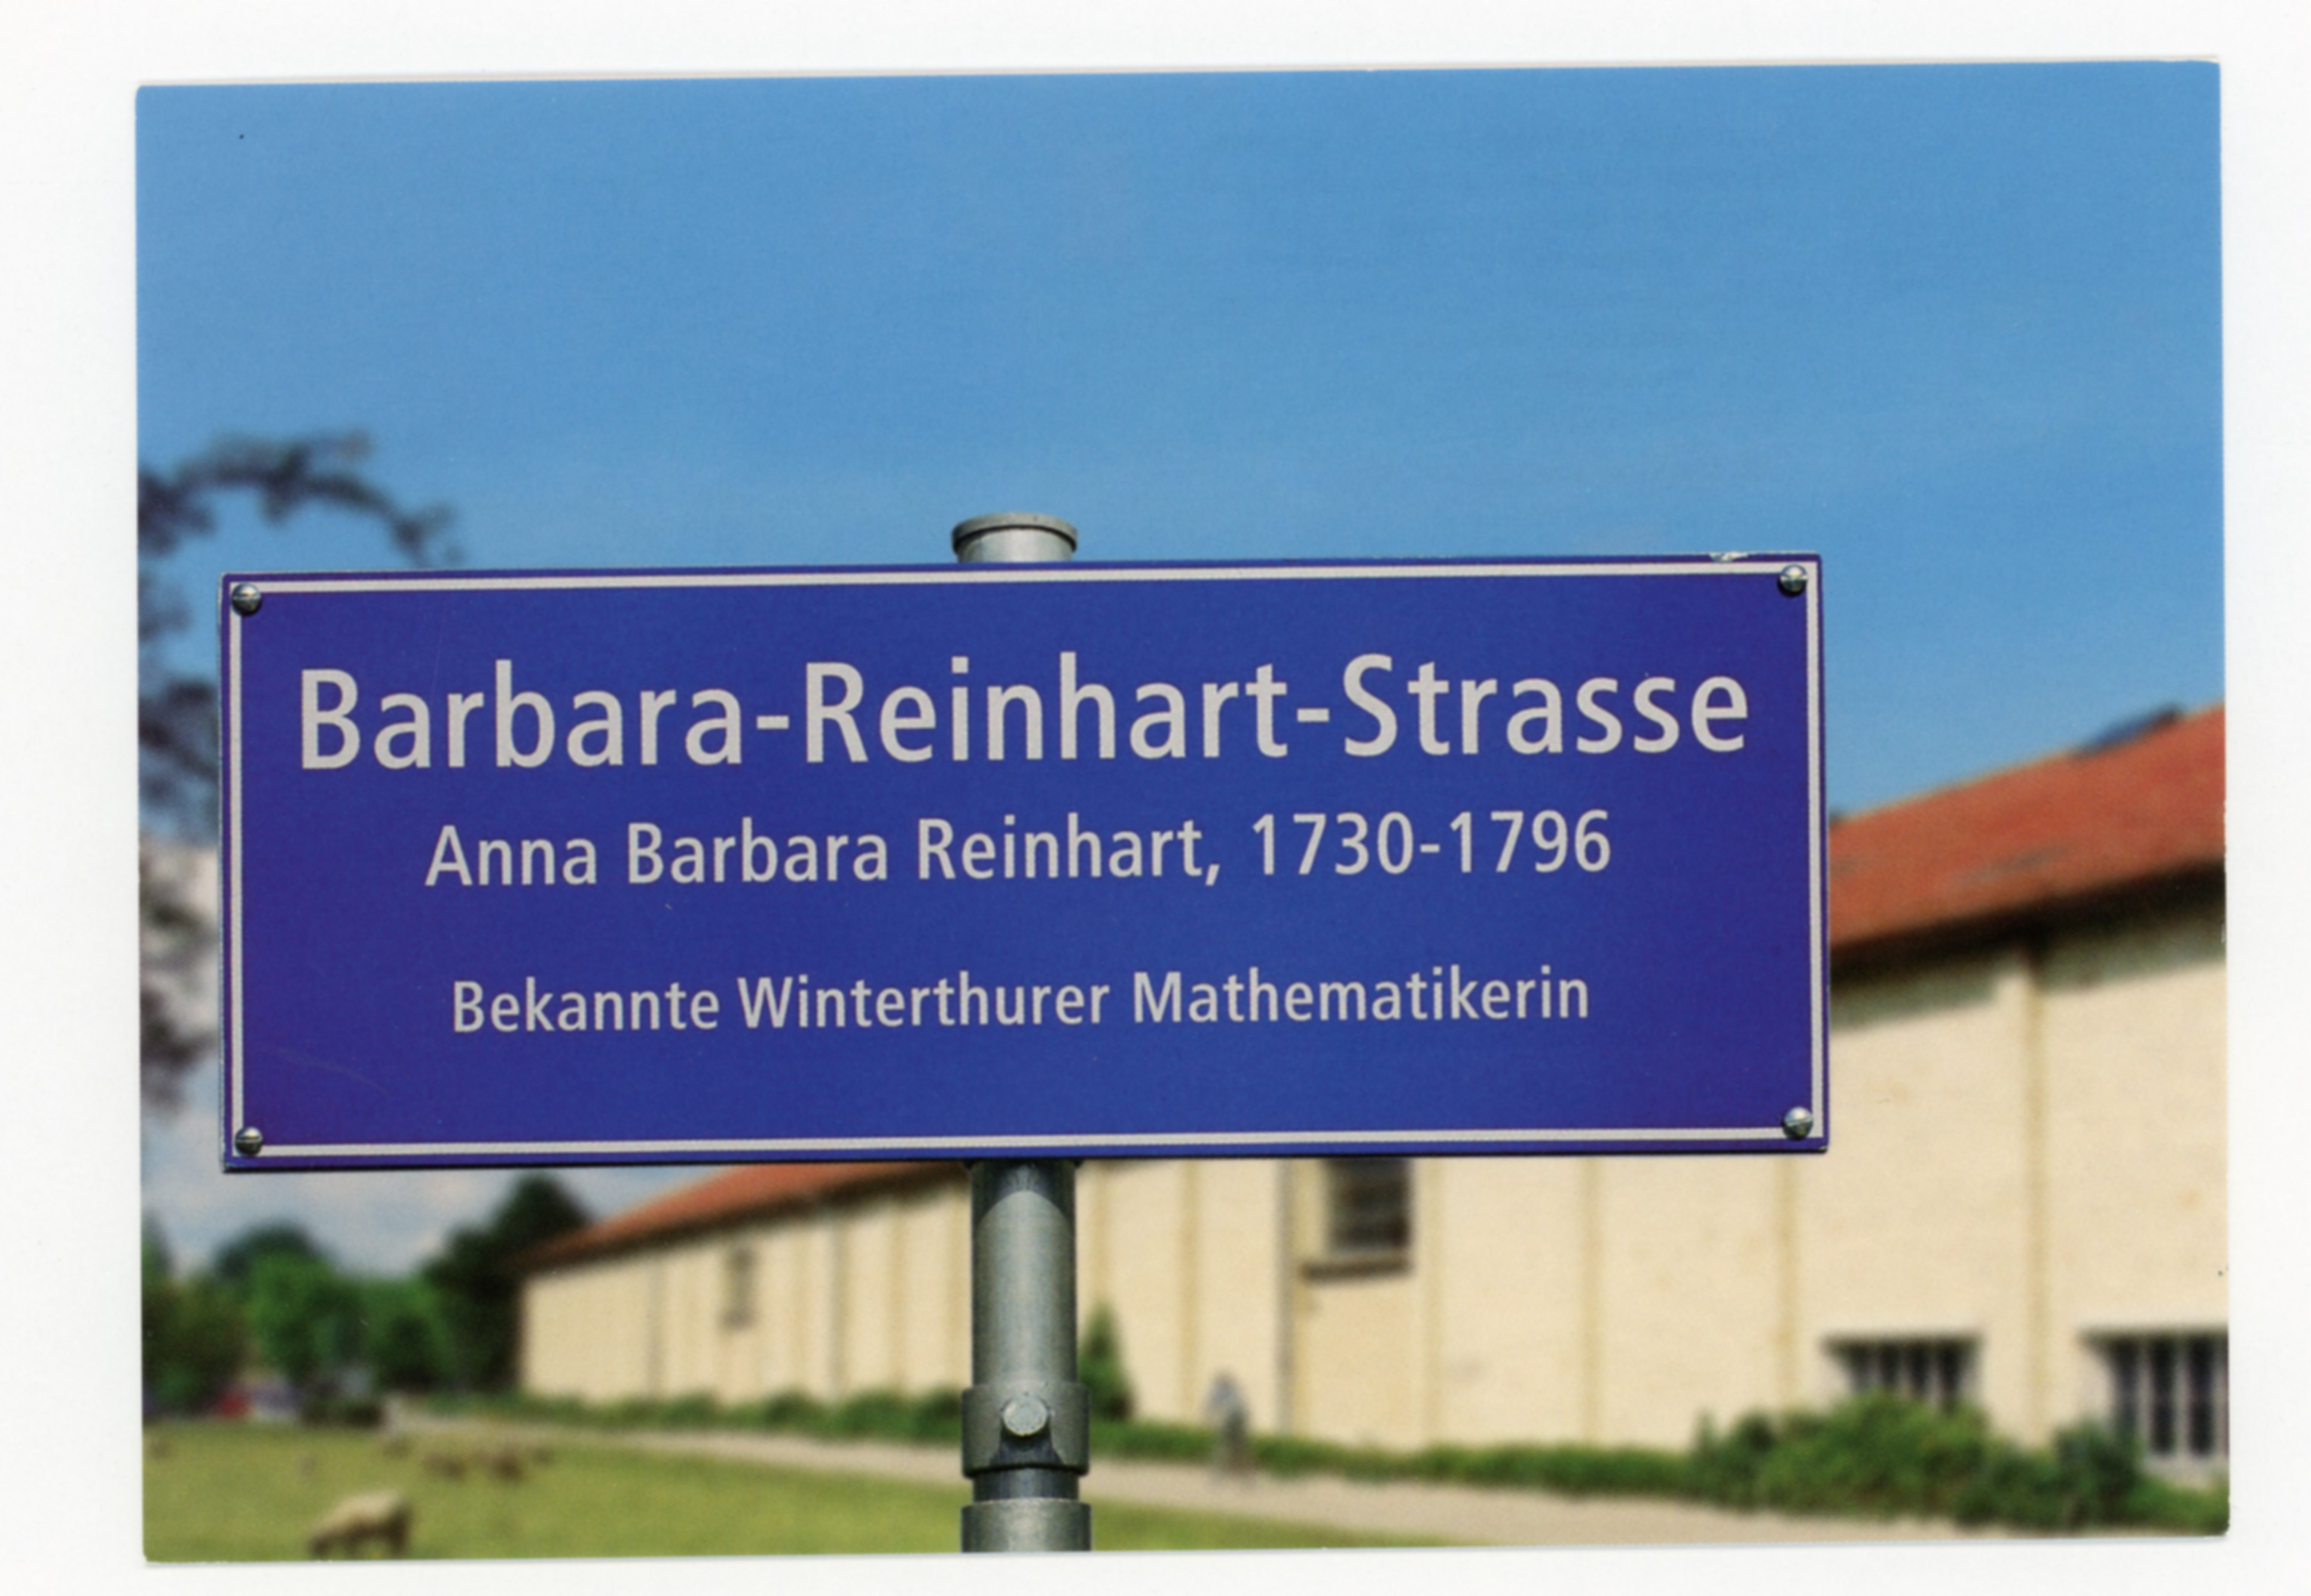 Barbara-Reinhart-Strasse
Anna Barbara Reinhart, 1730-1796
Bekannte Winterthurer Mathematikerin